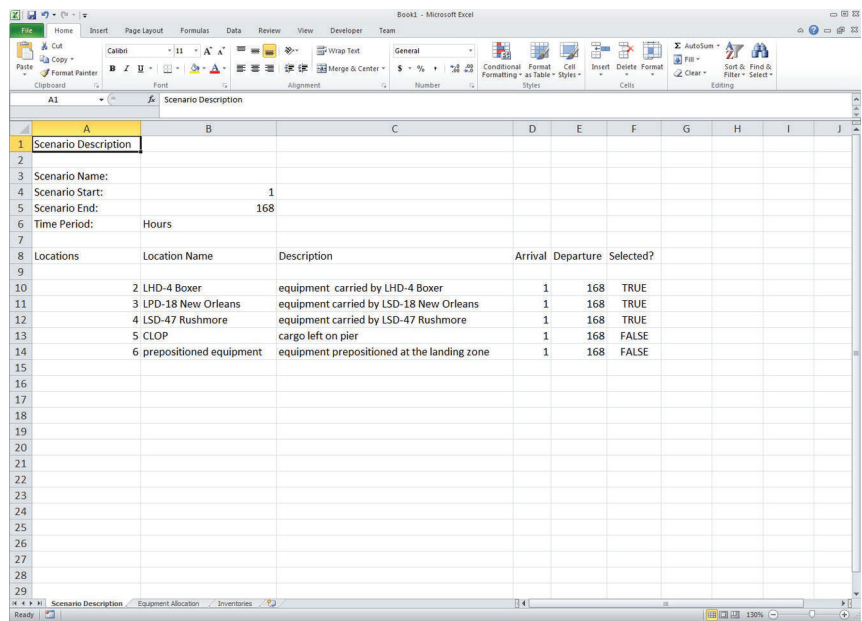 Book1 - Microsoft Excel
File Home Insert Page Layout Formulas Data Review View Developer Team
Paste Cut Copy Format Painter Clipboard
Calibri 11 A A B I U A Font
Wrap Text Merge & Center Alignment
General $ % , Number
Conditional Formatting Format as Table Cell Styles Styles
Insert Delete Format Cells
Σ AutoSum Fill Clear Sort & Filter Find & Select Editing
A1 fx Scenario Description
A B C D E F G H I J
1 Scenario Description
2
3 Scenario Name:
4 Scenario Start: 1
5 Scenario End: 168
6 Time Period: Hours
7
8 Locations Location Name Description Arrival Departure Selected?
9
10 2 LHD-4 Boxer equipment carried by LHD-4 Boxer 1 168 TRUE
11 3 LPD-18 New Orleans equipment carried by LSD-18 New Orleans 1 168 TRUE
12 4 LSD-47 Rushmore equipment carried by LSD-47 Rushmore 1 168 TRUE
13 5 CLOP cargo left on pier 1 168 FALSE
14 6 prepositioned equipment equipment prepositioned at the landing zone 1 168 FALSE
15
16
17
18
19
20
21
22
23
24
25
26
27
28
29
Scenario Description Equipment Allocation Inventories
Ready 130%